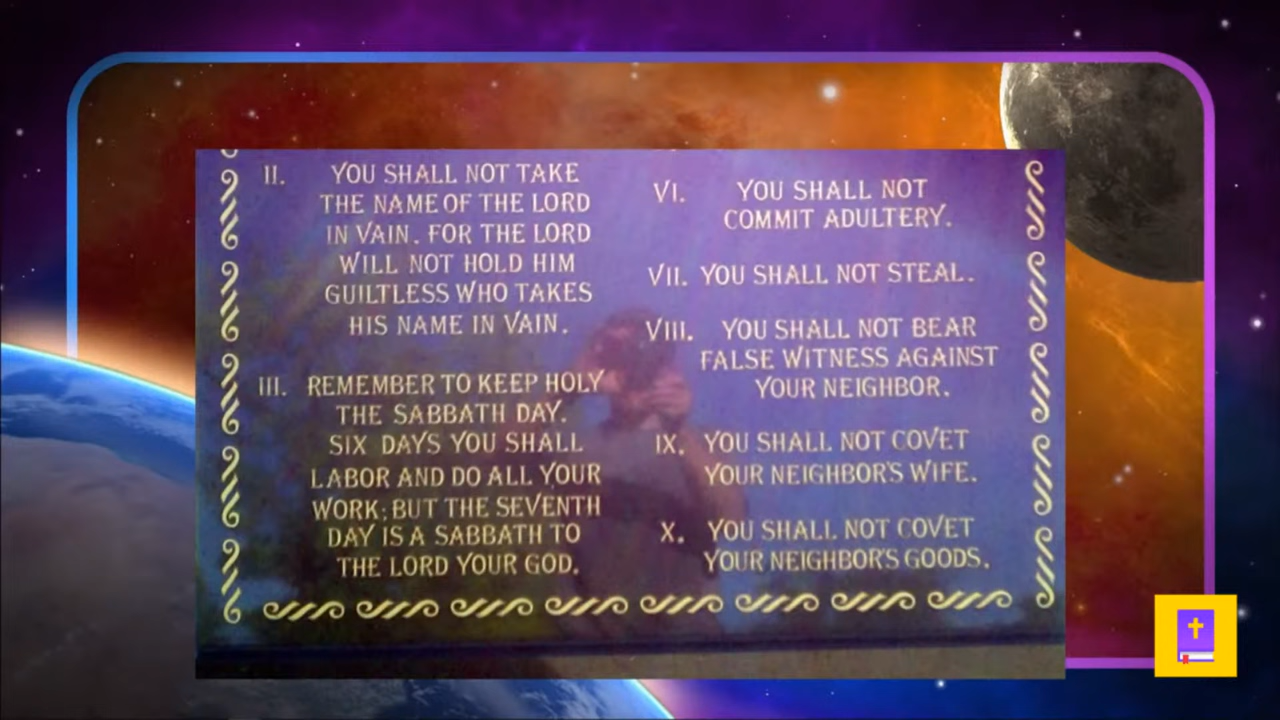 II. YOU SHALL NOT TAKE
THE NAME OF THE LORD
IN VAIN. FOR THE LORD
WILL NOT HOLD HIM
GUILTLESS WHO TAKES
HIS NAME IN VAIN.
III. REMEMBER TO KEEP HOLY
THE SABBATH DAY.
SIX DAYS YOU SHALL
LABOR AND DO ALL YOUR
WORK; BUT THE SEVENTH
DAY IS A SABBATH TO
THE LORD YOUR GOD.
VI. YOU SHALL NOT
COMMIT ADULTERY.
VII. YOU SHALL NOT STEAL.
VIII. YOU SHALL NOT BEAR
FALSE WITNESS AGAINST
YOUR NEIGHBOR.
IX. YOU SHALL NOT COVET
YOUR NEIGHBOR'S WIFE.
X. YOU SHALL NOT COVET
YOUR NEIGHBOR'S GOODS.